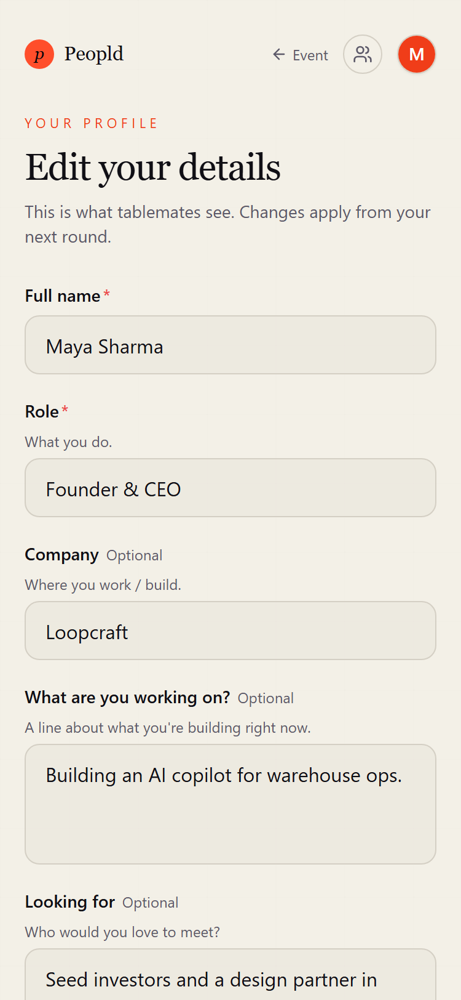 p Peopld
← Event
M
YOUR PROFILE
Edit your details
This is what tablemates see. Changes apply from your
next round.
Full name *
Maya Sharma
Role *
What you do.
Founder & CEO
Company Optional
Where you work / build.
Loopcraft
What are you working on? Optional
A line about what you're building right now.
Building an AI copilot for warehouse ops.
Looking for Optional
Who would you love to meet?
Seed investors and a design partner in